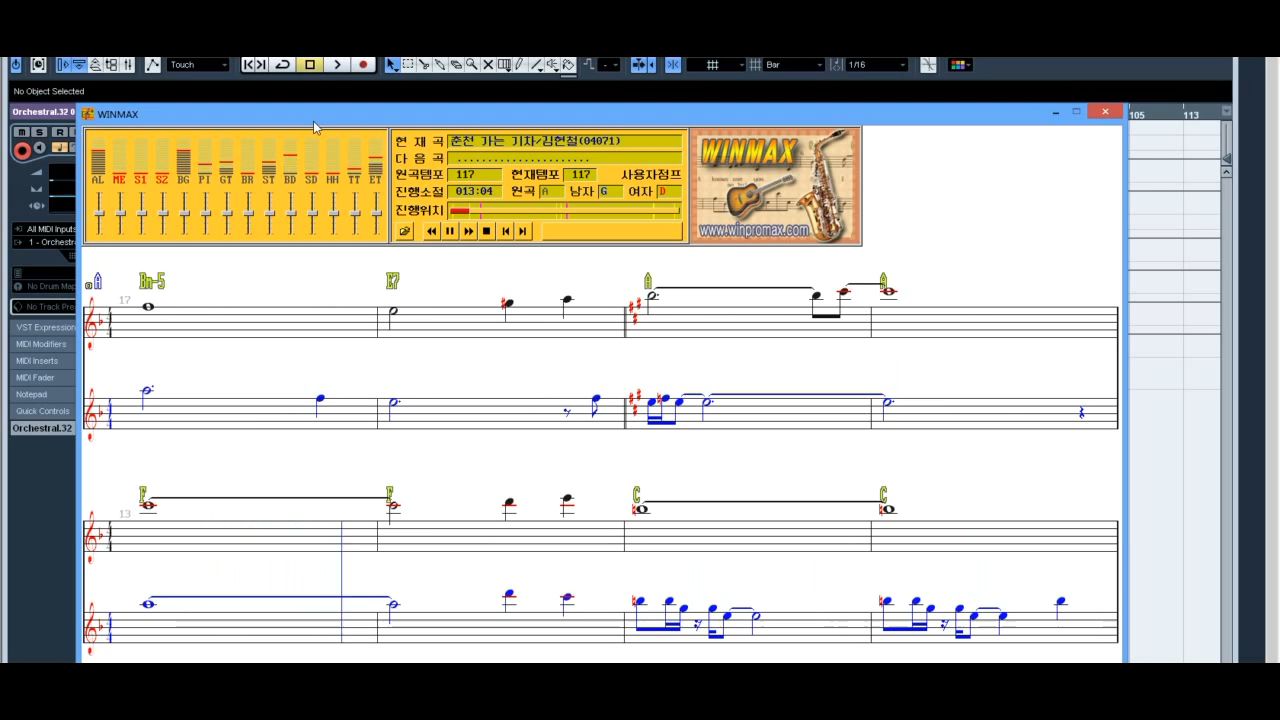 Touch
Bar
1/16
No Object Selected
Orchestral.32 0
WINMAX
105 113
M S R
현 재 곡 춘천 가는 기차/김현철(04071)
다 음 곡 . . . . . . . . . . . . . . . . . . . . .
원곡템포 117 현재템포 117 사용자점프
AL ME S1 S2 BG PI GT BR ST BD SD HH TT ET
진행소절 013:04 원곡 A 남자 G 여자 D
진행위치
WINMAX
www.winpromax.com
All MIDI Inputs
1 - Orchestr
No Drum Map
No Track Pre
VST Expression
MIDI Modifiers
MIDI Inserts
MIDI Fader
Notepad
Quick Controls
Orchestral.32
A Bm-5 E7 A A
17
F F C C
13